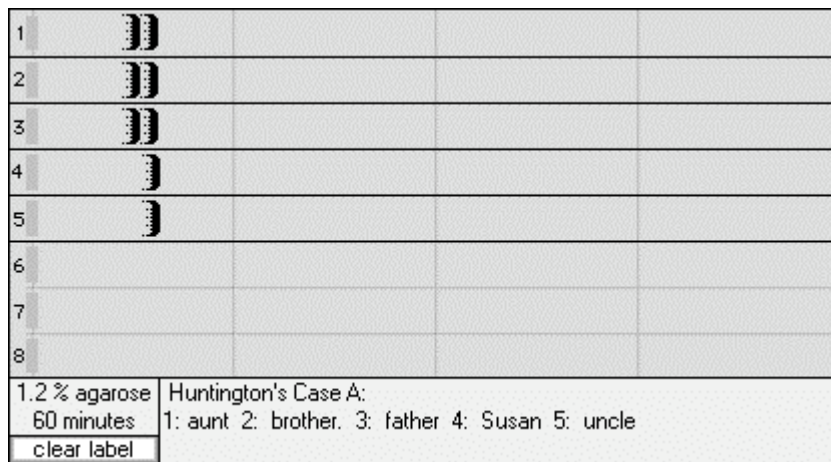 1
2
3
4
5
6
7
8
1.2 % agarose
60 minutes
clear label
Huntington's Case A:
1: aunt 2: brother. 3: father 4: Susan 5: uncle